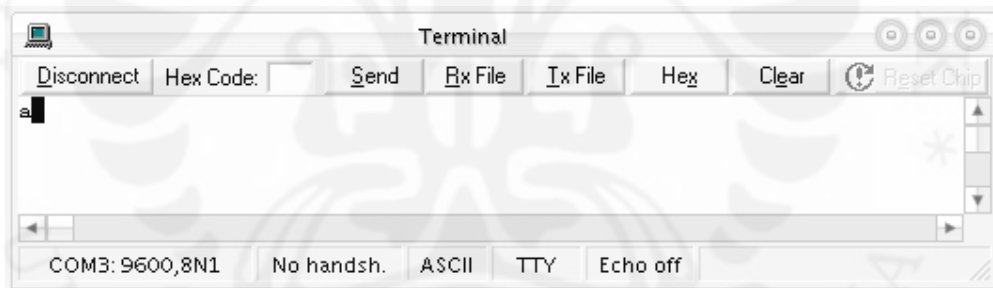 Terminal
Disconnect Hex Code: Send Rx File Tx File Hex Clear Reset Chip
a
COM3: 9600,8N1 No handsh. ASCII TTY Echo off